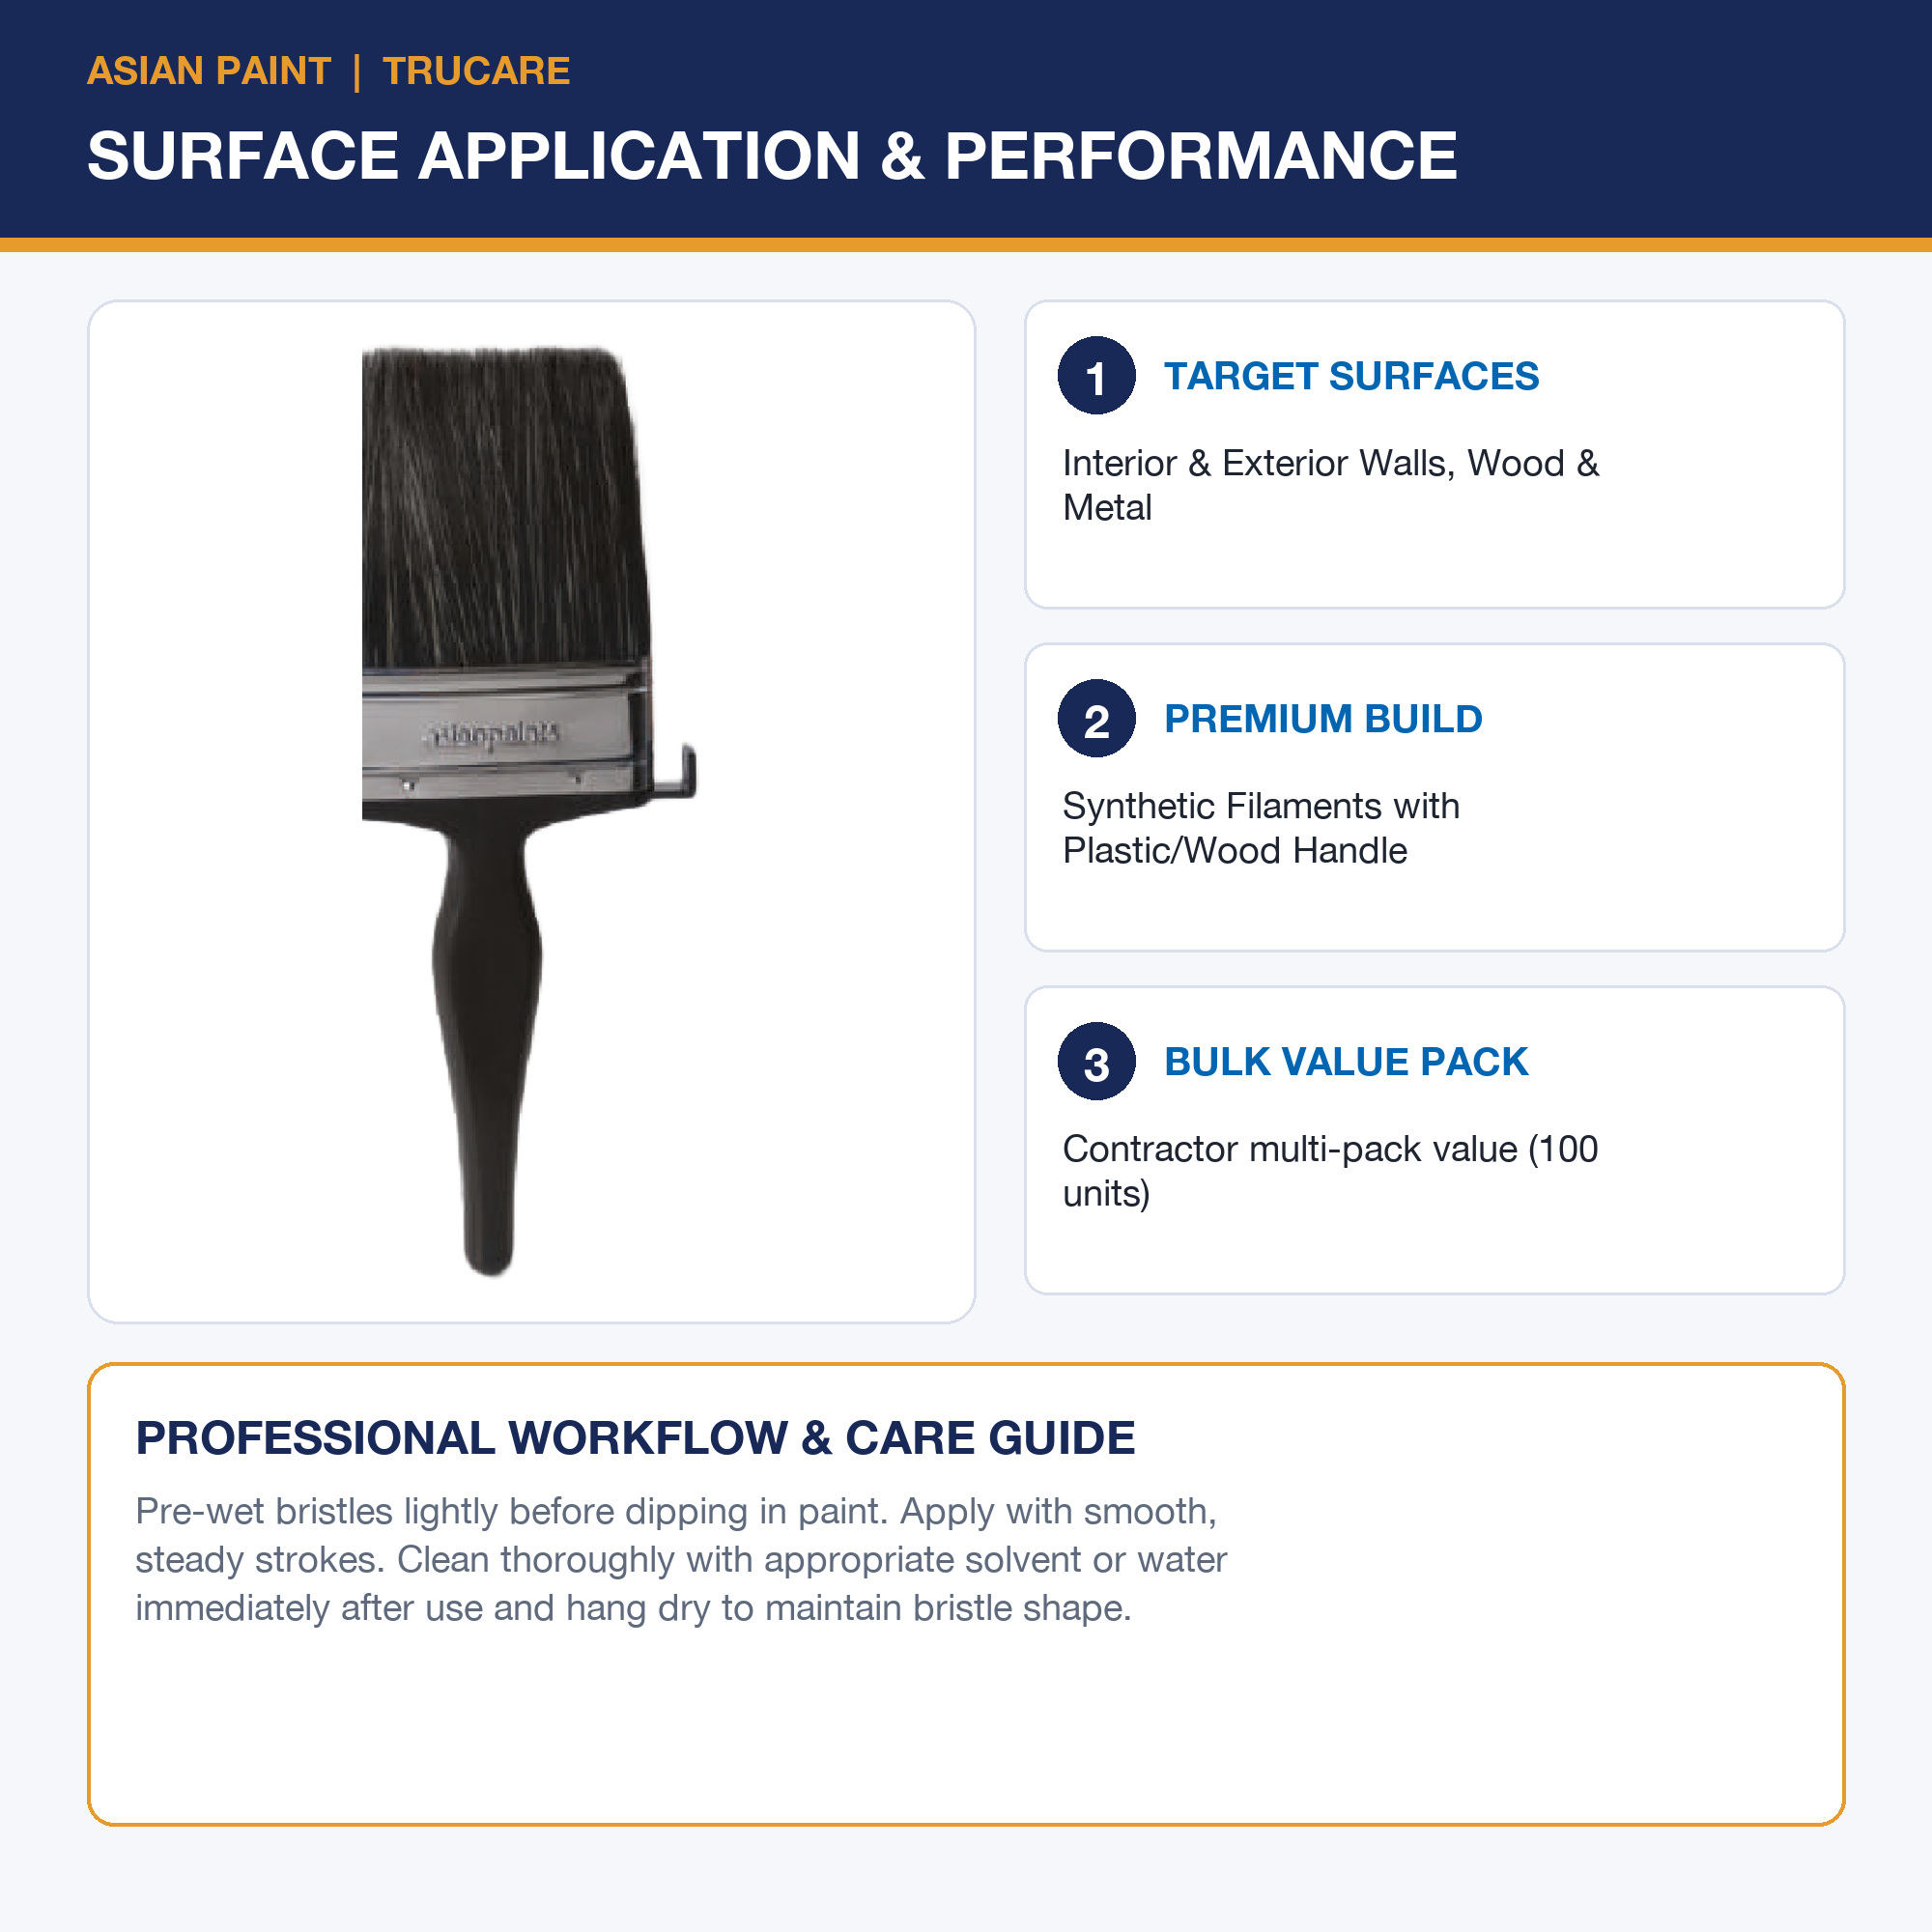 ASIAN PAINT | TRUCARE
SURFACE APPLICATION & PERFORMANCE
1 TARGET SURFACES
Interior & Exterior Walls, Wood &
Metal
2 PREMIUM BUILD
Synthetic Filaments with
Plastic/Wood Handle
3 BULK VALUE PACK
Contractor multi-pack value (100
units)
PROFESSIONAL WORKFLOW & CARE GUIDE
Pre-wet bristles lightly before dipping in paint. Apply with smooth,
steady strokes. Clean thoroughly with appropriate solvent or water
immediately after use and hang dry to maintain bristle shape.